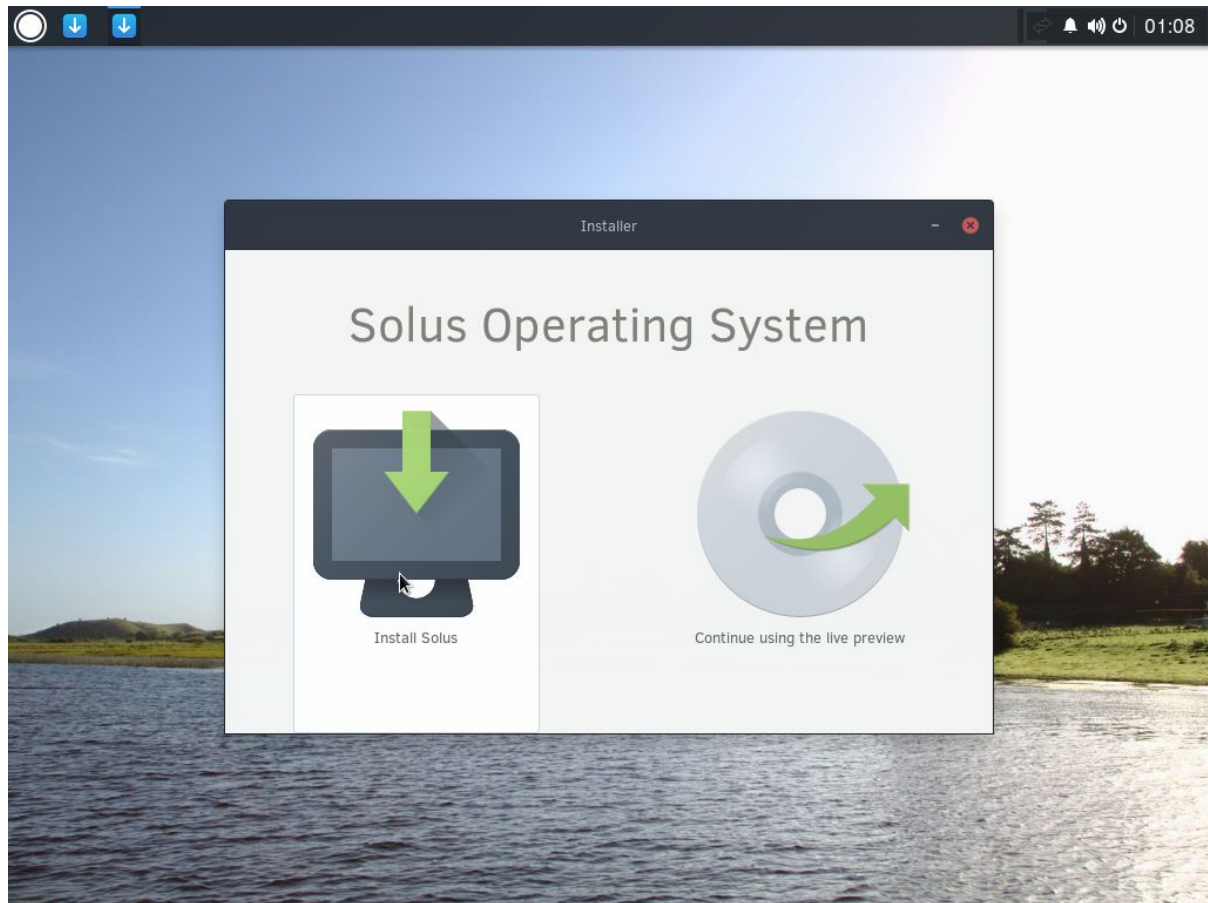 01:08
Installer
Solus Operating System
Install Solus
Continue using the live preview